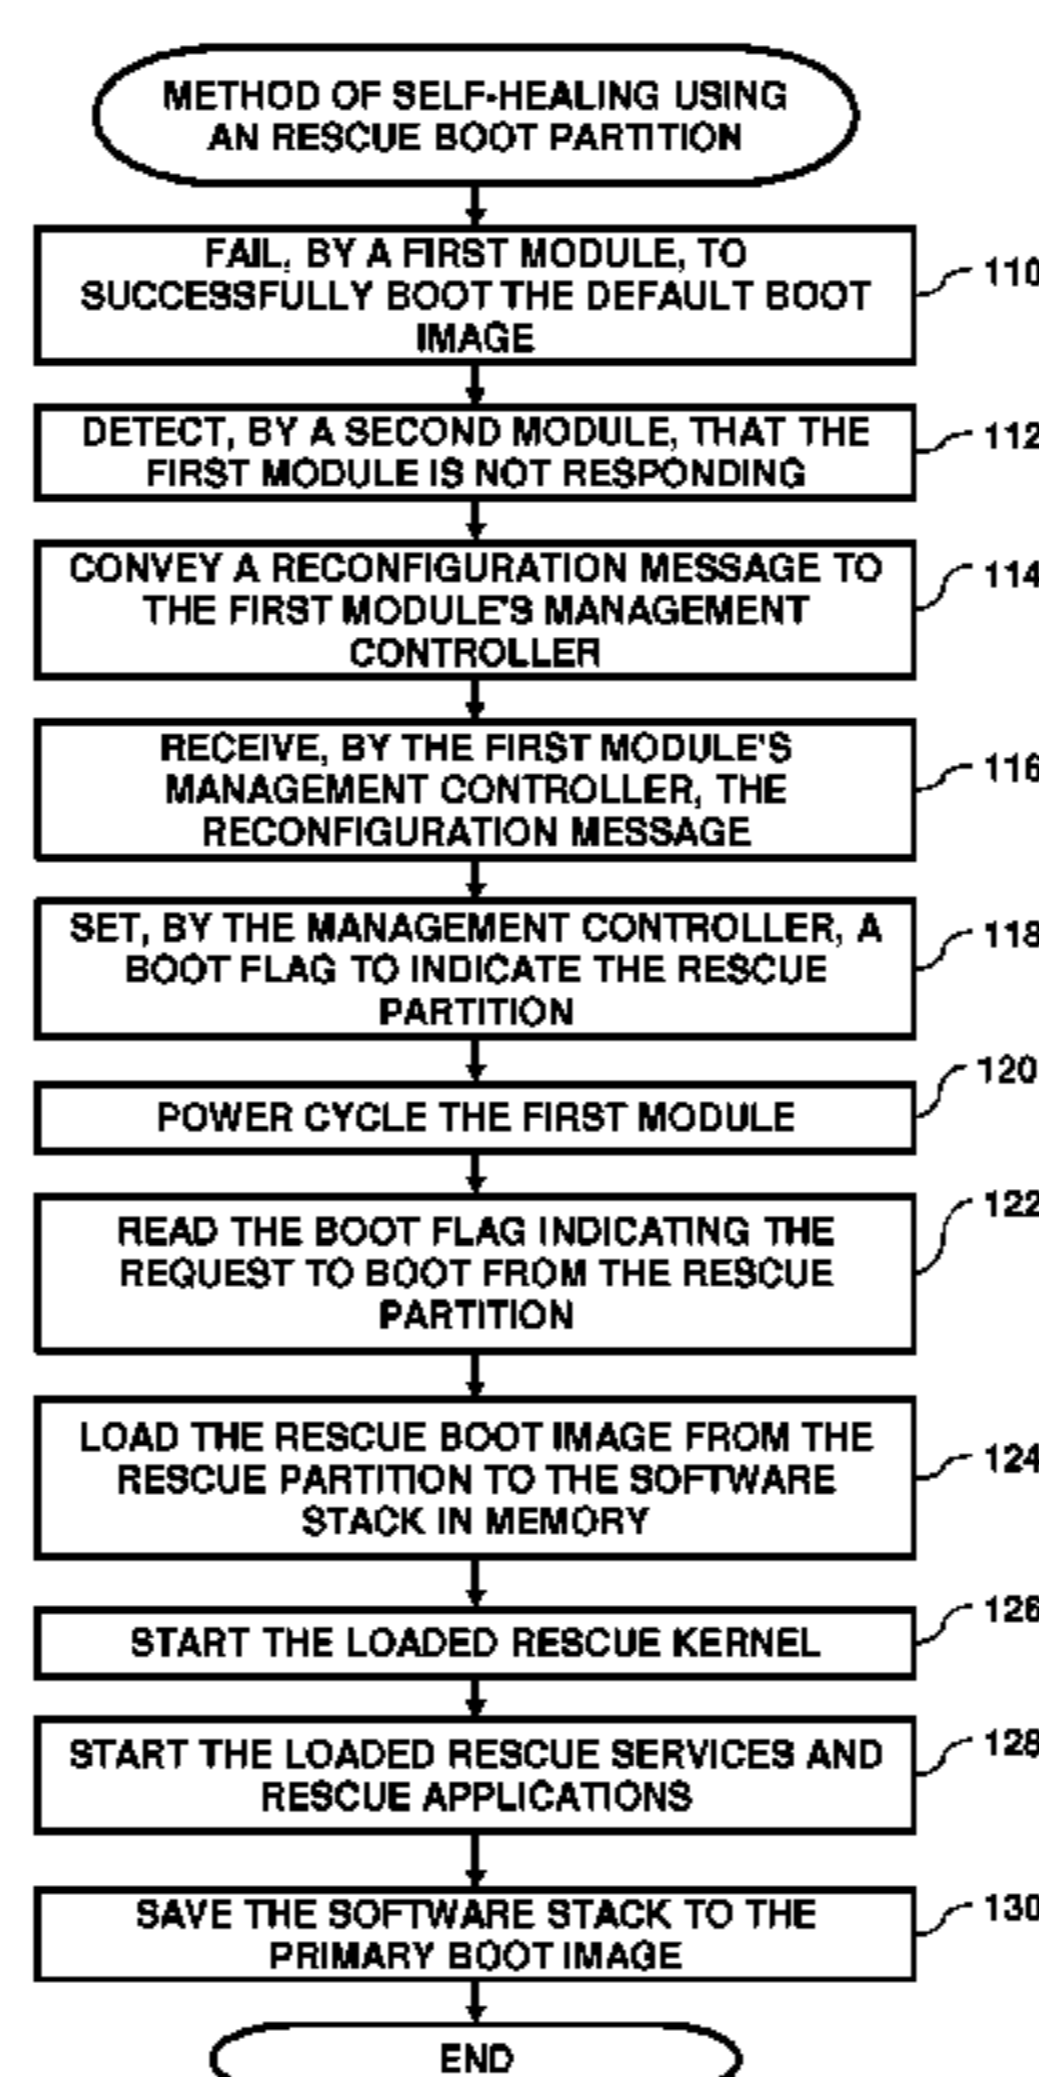 METHOD OF SELF-HEALING USING
AN RESCUE BOOT PARTITION
FAIL, BY A FIRST MODULE, TO
SUCCESSFULLY BOOT THE DEFAULT BOOT
IMAGE
110
DETECT, BY A SECOND MODULE, THAT THE
FIRST MODULE IS NOT RESPONDING
112
CONVEY A RECONFIGURATION MESSAGE TO
THE FIRST MODULE'S MANAGEMENT
CONTROLLER
114
RECEIVE, BY THE FIRST MODULE'S
MANAGEMENT CONTROLLER, THE
RECONFIGURATION MESSAGE
116
SET, BY THE MANAGEMENT CONTROLLER, A
BOOT FLAG TO INDICATE THE RESCUE
PARTITION
118
POWER CYCLE THE FIRST MODULE
120
READ THE BOOT FLAG INDICATING THE
REQUEST TO BOOT FROM THE RESCUE
PARTITION
122
LOAD THE RESCUE BOOT IMAGE FROM THE
RESCUE PARTITION TO THE SOFTWARE
STACK IN MEMORY
124
START THE LOADED RESCUE KERNEL
126
START THE LOADED RESCUE SERVICES AND
RESCUE APPLICATIONS
128
SAVE THE SOFTWARE STACK TO THE
PRIMARY BOOT IMAGE
130
END